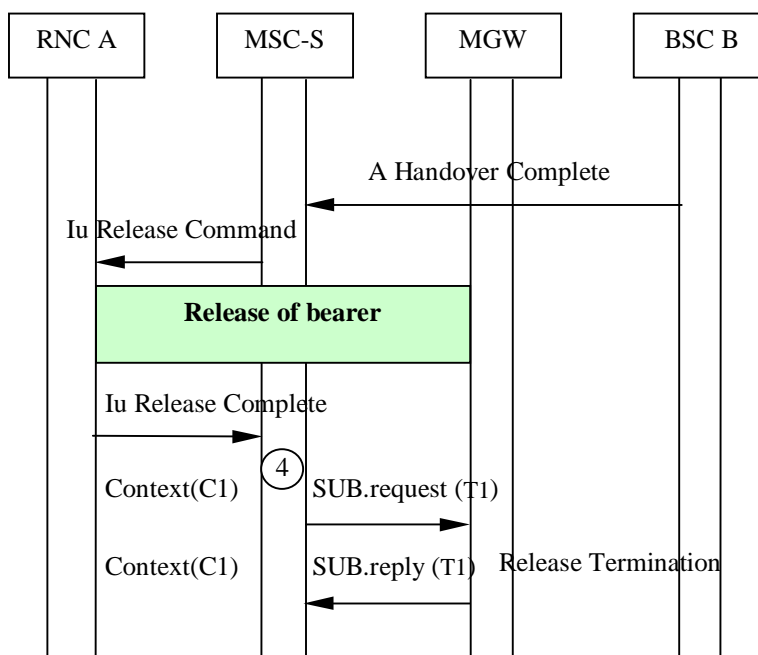 RNC A MSC-S MGW BSC B
A Handover Complete
Iu Release Command
Release of bearer
Iu Release Complete
4
Context(C1) SUB.request (T1)
Context(C1) SUB.reply (T1) Release Termination